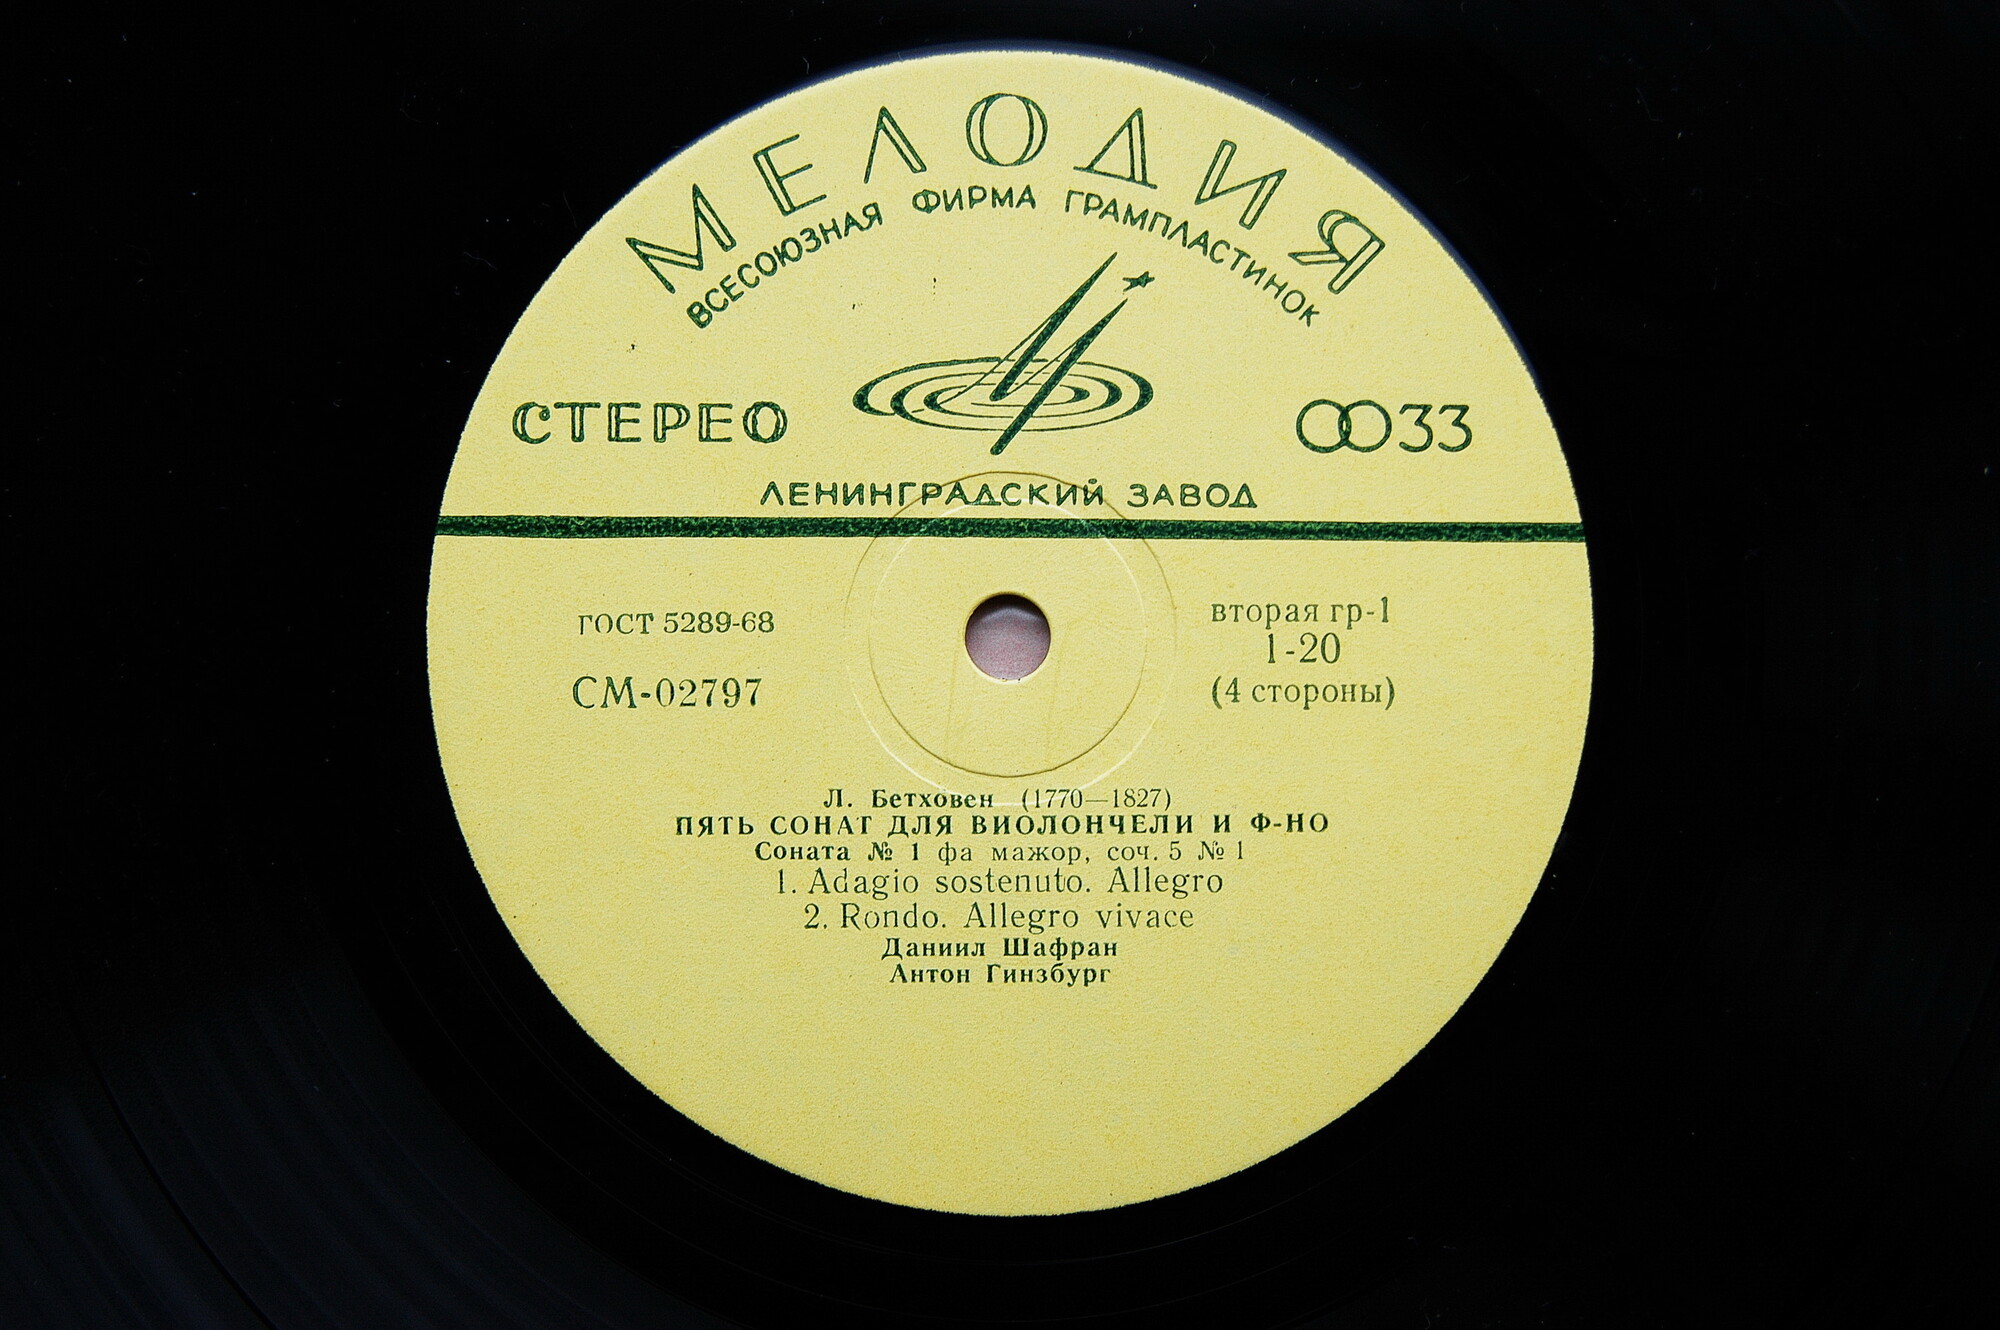 МЕЛОДИЯ
ВСЕСОЮЗНАЯ ФИРМА ГРАМПЛАСТИНОК
СТЕРЕО
33
ЛЕНИНГРАДСКИЙ ЗАВОД
ГОСТ 5289-68
СМ-02797
вторая гр-1
1-20
(4 стороны)
Л. Бетховен (1770—1827)
ПЯТЬ СОНАТ ДЛЯ ВИОЛОНЧЕЛИ И Ф-НО
Соната № 1 фа мажор, соч. 5 № 1
1. Adagio sostenuto. Allegro
2. Rondo. Allegro vivace
Даниил Шафран
Антон Гинзбург